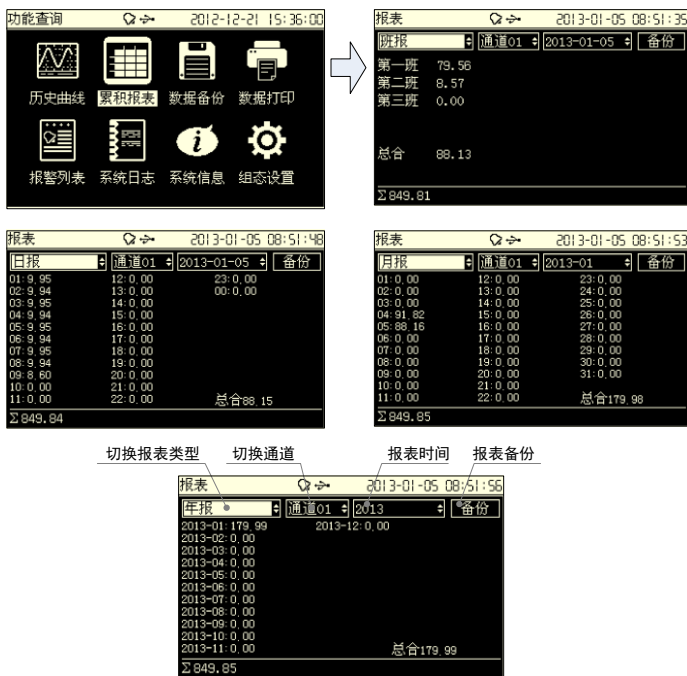 功能查询 2012-12-21 15:36:00
历史曲线 累积报表 数据备份 数据打印
报警列表 系统日志 系统信息 组态设置
报表 2013-01-05 08:51:35
班报 通道01 2013-01-05 备份
第一班 79.56
第二班 8.57
第三班 0.00
总合 88.13
Σ849.81
报表 2013-01-05 08:51:48
日报 通道01 2013-01-05 备份
01:9.95 12:0.00 23:0.00
02:9.94 13:0.00 00:0.00
03:9.95 14:0.00
04:9.94 15:0.00
05:9.95 16:0.00
06:9.94 17:0.00
07:9.95 18:0.00
08:9.94 19:0.00
09:8.60 20:0.00
10:0.00 21:0.00
11:0.00 22:0.00 总合88.15
Σ849.84
报表 2013-01-05 08:51:53
月报 通道01 2013-01 备份
01:0.00 12:0.00 23:0.00
02:0.00 13:0.00 24:0.00
03:0.00 14:0.00 25:0.00
04:91.82 15:0.00 26:0.00
05:88.16 16:0.00 27:0.00
06:0.00 17:0.00 28:0.00
07:0.00 18:0.00 29:0.00
08:0.00 19:0.00 30:0.00
09:0.00 20:0.00 31:0.00
10:0.00 21:0.00
11:0.00 22:0.00 总合179.98
Σ849.85
切换报表类型 切换通道 报表时间 报表备份
报表 2013-01-05 08:51:56
年报 通道01 2013 备份
2013-01:179.99 2013-12:0.00
2013-02:0.00
2013-03:0.00
2013-04:0.00
2013-05:0.00
2013-06:0.00
2013-07:0.00
2013-08:0.00
2013-09:0.00
2013-10:0.00
2013-11:0.00 总合179.99
Σ849.85